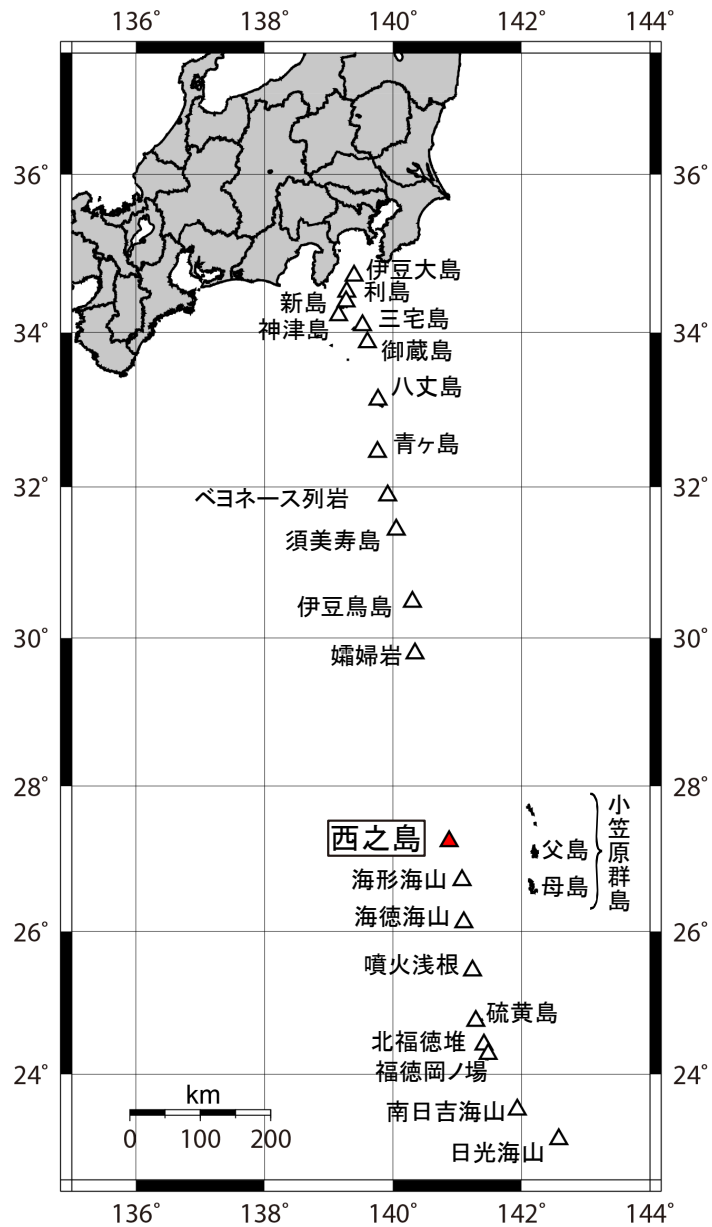 136° 138° 140° 142° 144°
36° 36°
伊豆大島
利島
新島
三宅島
神津島
34° 34°
御蔵島
八丈島
青ヶ島
32° 32°
ベヨネース列岩
須美寿島
伊豆鳥島
30° 30°
孀婦岩
28° 28°
小笠原群島
西之島
父島
海形海山
母島
海徳海山
26° 26°
噴火浅根
硫黄島
北福徳堆
福徳岡ノ場
24° 24°
km
南日吉海山
0 100 200
日光海山
136° 138° 140° 142° 144°